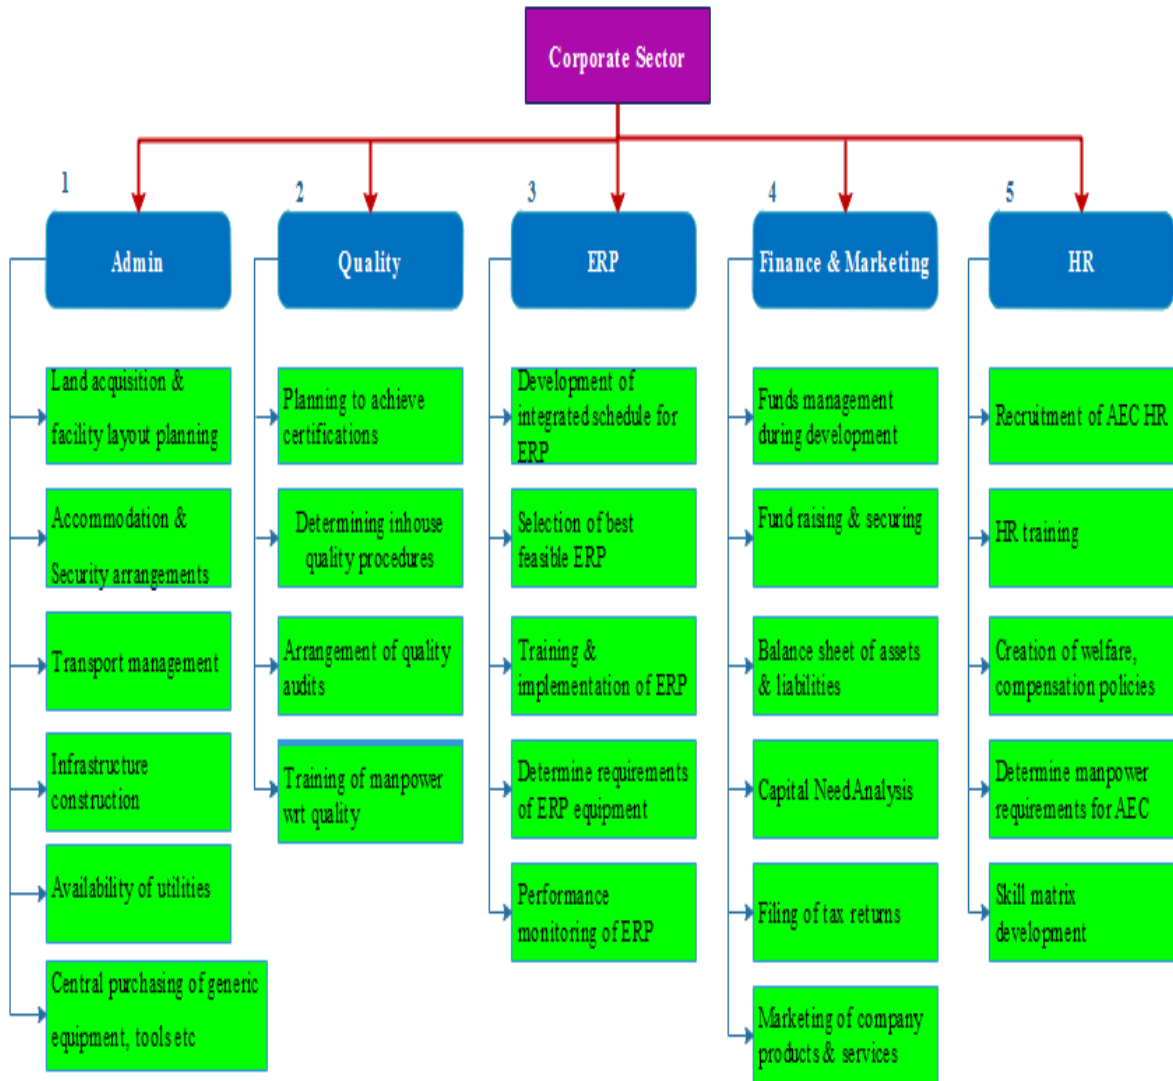 Corporate Sector
1
Admin
Land acquisition &
facility layout planning
Accommodation &
Security arrangements
Transport management
Infrastructure
construction
Availability of utilities
Central purchasing of generic
equipment, tools etc
2
Quality
Planning to achieve
certifications
Determining inhouse
quality procedures
Arrangement of quality
audits
Training of manpower
wrt quality
3
ERP
Development of
integrated schedule for
ERP
Selection of best
feasible ERP
Training &
implementation of ERP
Determine requirements
of ERP equipment
Performance
monitoring of ERP
4
Finance & Marketing
Funds management
during development
Fund raising & securing
Balance sheet of assets
& liabilities
Capital Need Analysis
Filing of tax returns
Marketing of company
products & services
5
HR
Recruitment of AEC HR
HR training
Creation of welfare,
compensation policies
Determine manpower
requirements for AEC
Skill matrix
development